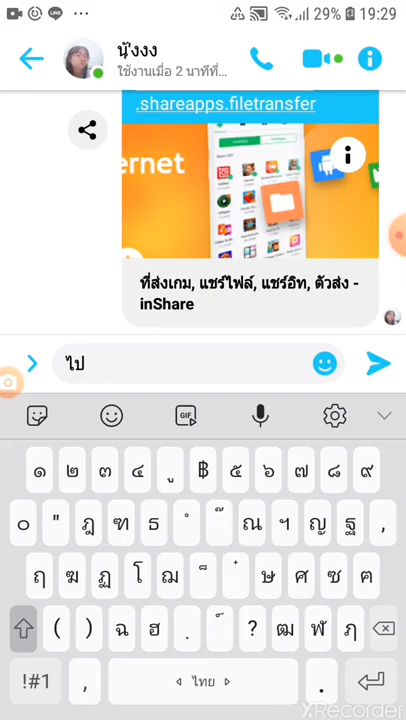 29% 19:29
นุ้'งงง
ใช้งานเมื่อ 2 นาทีที่...
.shareapps.filetransfer
ernet
ที่ส่งเกม, แชร์ไฟล์, แชร์อิท, ตัวส่ง -
inShare
ไป
GIF
๑ ๒ ๓ ๔ ู ฿ ๕ ๖ ๗ ๘ ๙
๐ " ฎ ฑ ธ ํ ๊ ณ ฯ ญ ฐ ,
ฤ ฆ ฏ โ ฌ ็ ๋ ษ ศ ซ ฅ
( ) ฉ ฮ . ์ ? ฒ ฬ ฦ
!#1 , ไทย .
XRecorder